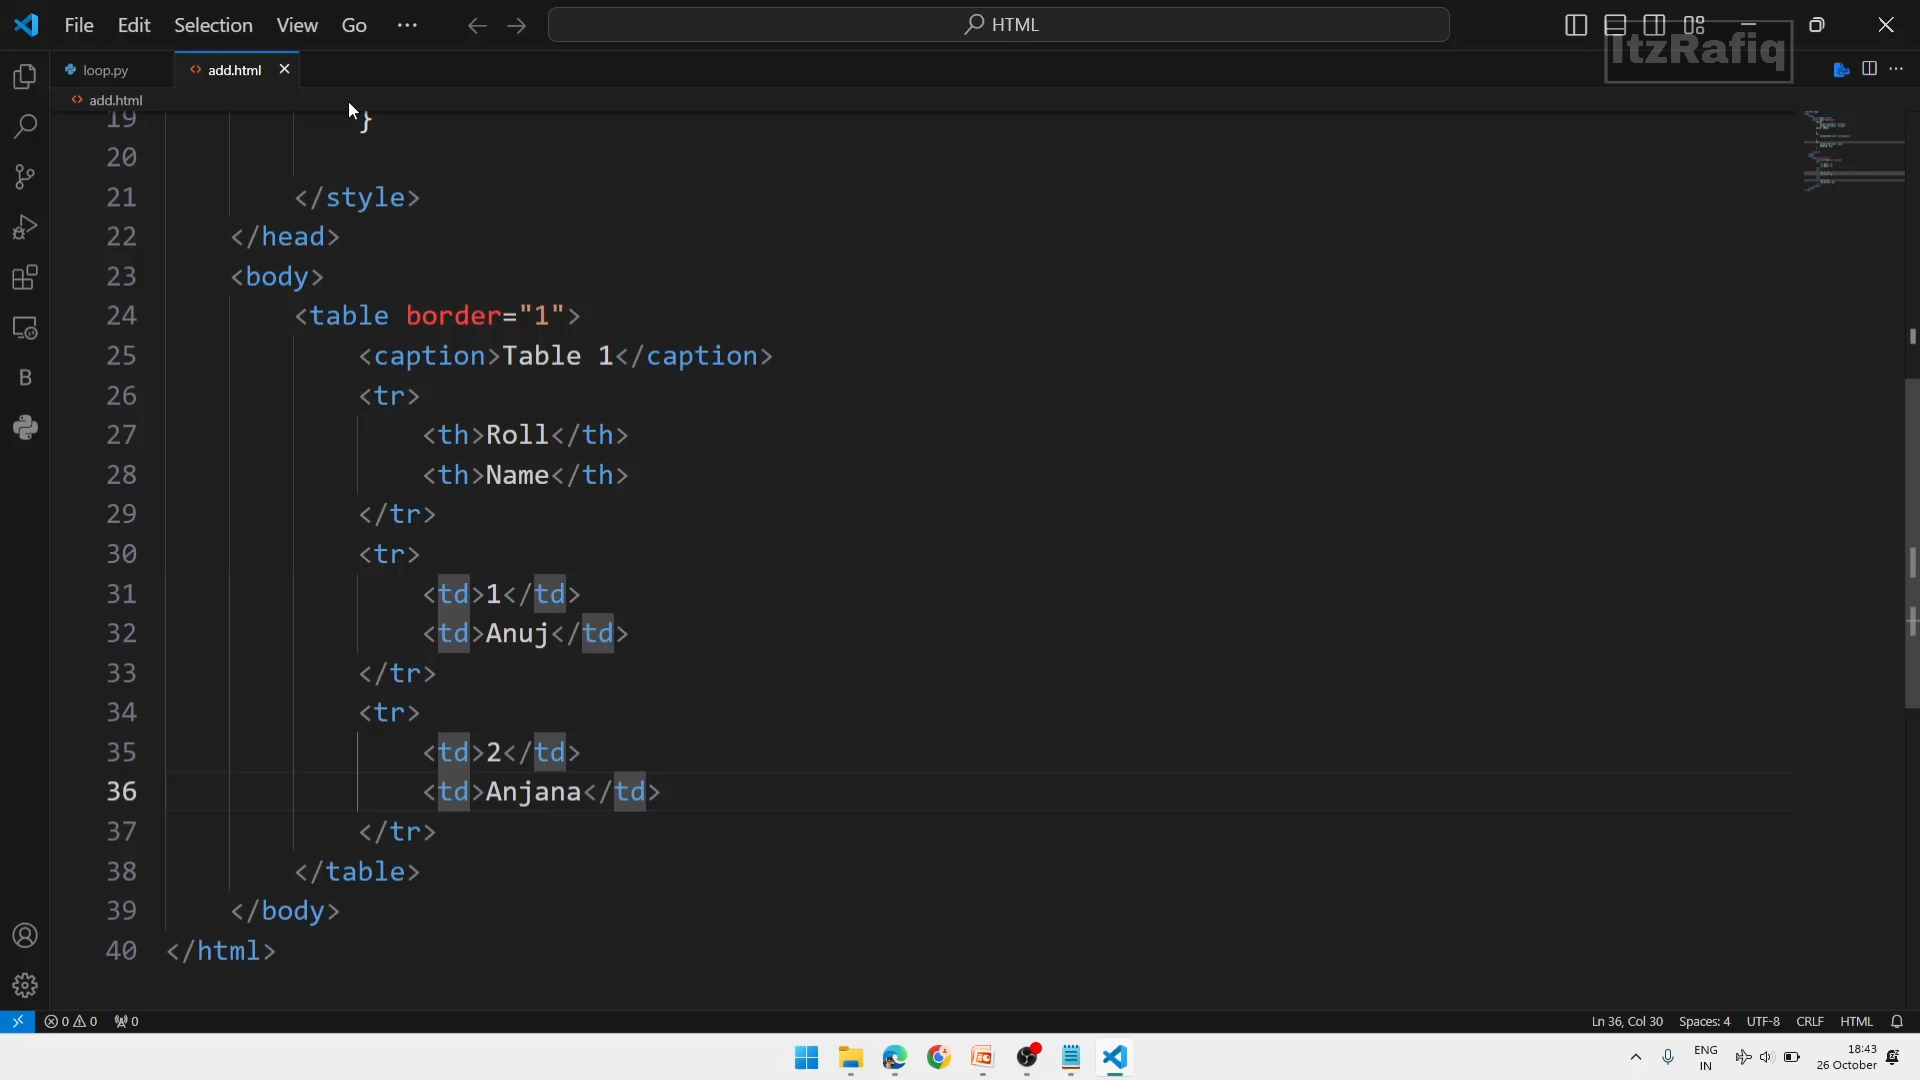 File Edit Selection View Go ··· HTML
ItzRafiq
loop.py add.html
add.html
19 }
20
21 </style>
22 </head>
23 <body>
24 <table border="1">
25 <caption>Table 1</caption>
26 <tr>
27 <th>Roll</th>
28 <th>Name</th>
29 </tr>
30 <tr>
31 <td>1</td>
32 <td>Anuj</td>
33 </tr>
34 <tr>
35 <td>2</td>
36 <td>Anjana</td>
37 </tr>
38 </table>
39 </body>
40 </html>
B
0 0 0 Ln 36, Col 30 Spaces: 4 UTF-8 CRLF HTML
ENG 18:43
IN 26 October